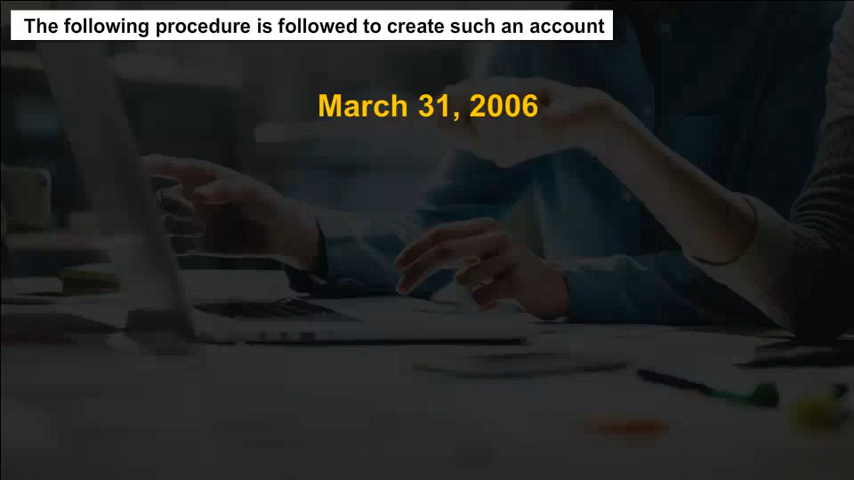 The following procedure is followed to create such an account
March 31, 2006